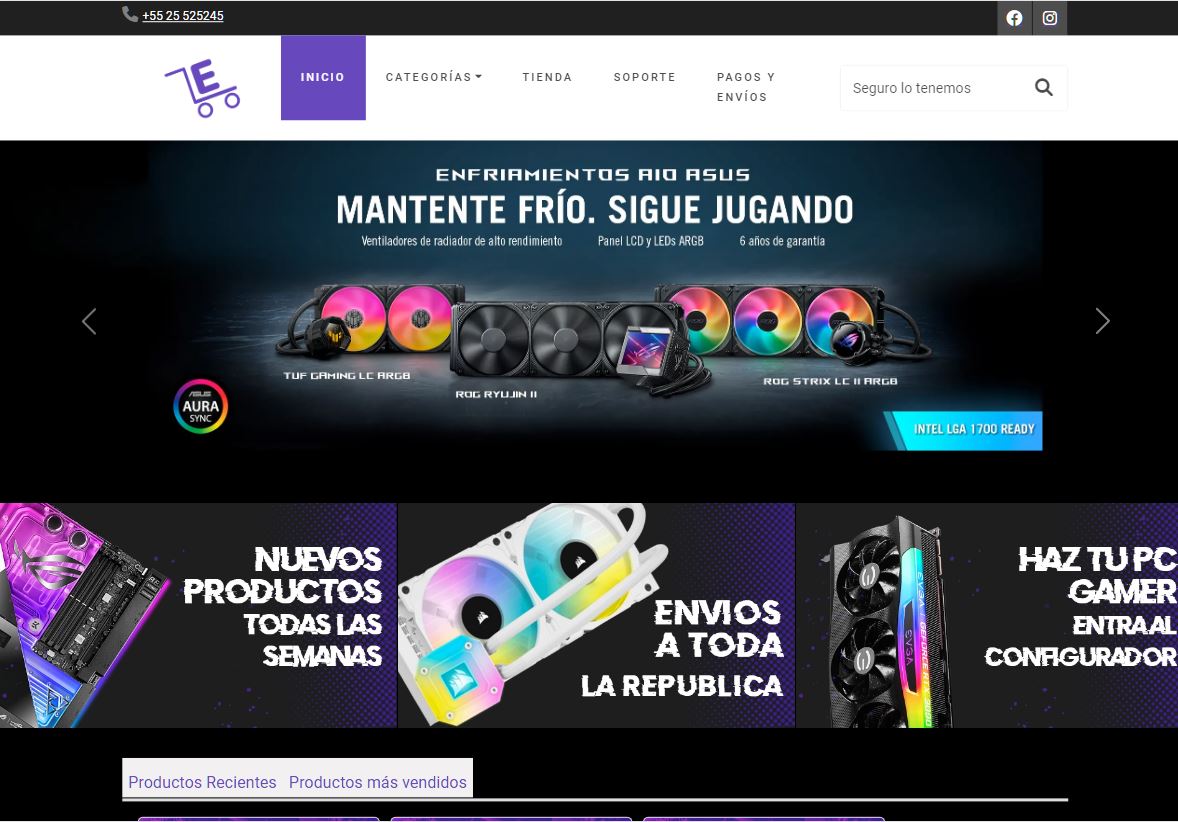 +55 25 525245
E
INICIO
CATEGORÍAS
TIENDA
SOPORTE
PAGOS Y
ENVÍOS
Seguro lo tenemos
ENFRIAMIENTOS AIO ASUS
MANTENTE FRÍO. SIGUE JUGANDO
Ventiladores de radiador de alto rendimiento Panel LCD y LEDs ARGB 6 años de garantía
TUF GAMING LC ARGB
ROG RYUJIN II
ROG STRIX LC II ARGB
ASUS
AURA
SYNC
INTEL LGA 1700 READY
NUEVOS
PRODUCTOS
TODAS LAS
SEMANAS
ENVIOS
A TODA
LA REPUBLICA
EVGA
HAZ TU PC
GAMER
ENTRA AL
CONFIGURADOR
Productos Recientes
Productos más vendidos